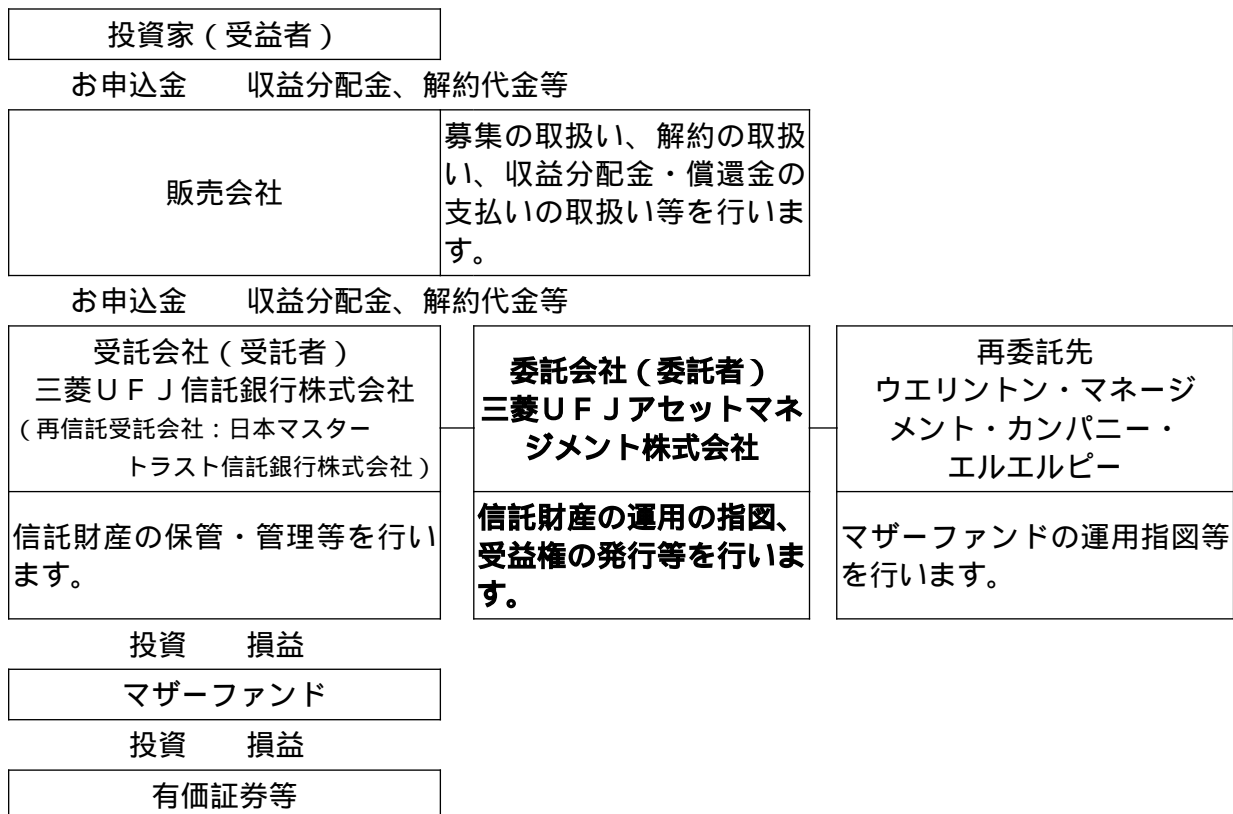 投資家(受益者)
お申込金　収益分配金、解約代金等
販売会社
募集の取扱い、解約の取扱
い、収益分配金・償還金の
支払いの取扱い等を行いま
す。
お申込金　収益分配金、解約代金等
受託会社(受託者)
三菱UFJ信託銀行株式会社
(再信託受託会社:日本マスター
トラスト信託銀行株式会社)
委託会社(委託者)
三菱UFJアセットマネ
ジメント株式会社
再委託先
ウエリントン・マネージ
メント・カンパニー・
エルエルピー
信託財産の保管・管理等を行い
ます。
信託財産の運用の指図、
受益権の発行等を行いま
す。
マザーファンドの運用指図等
を行います。
投資　損益
マザーファンド
投資　損益
有価証券等